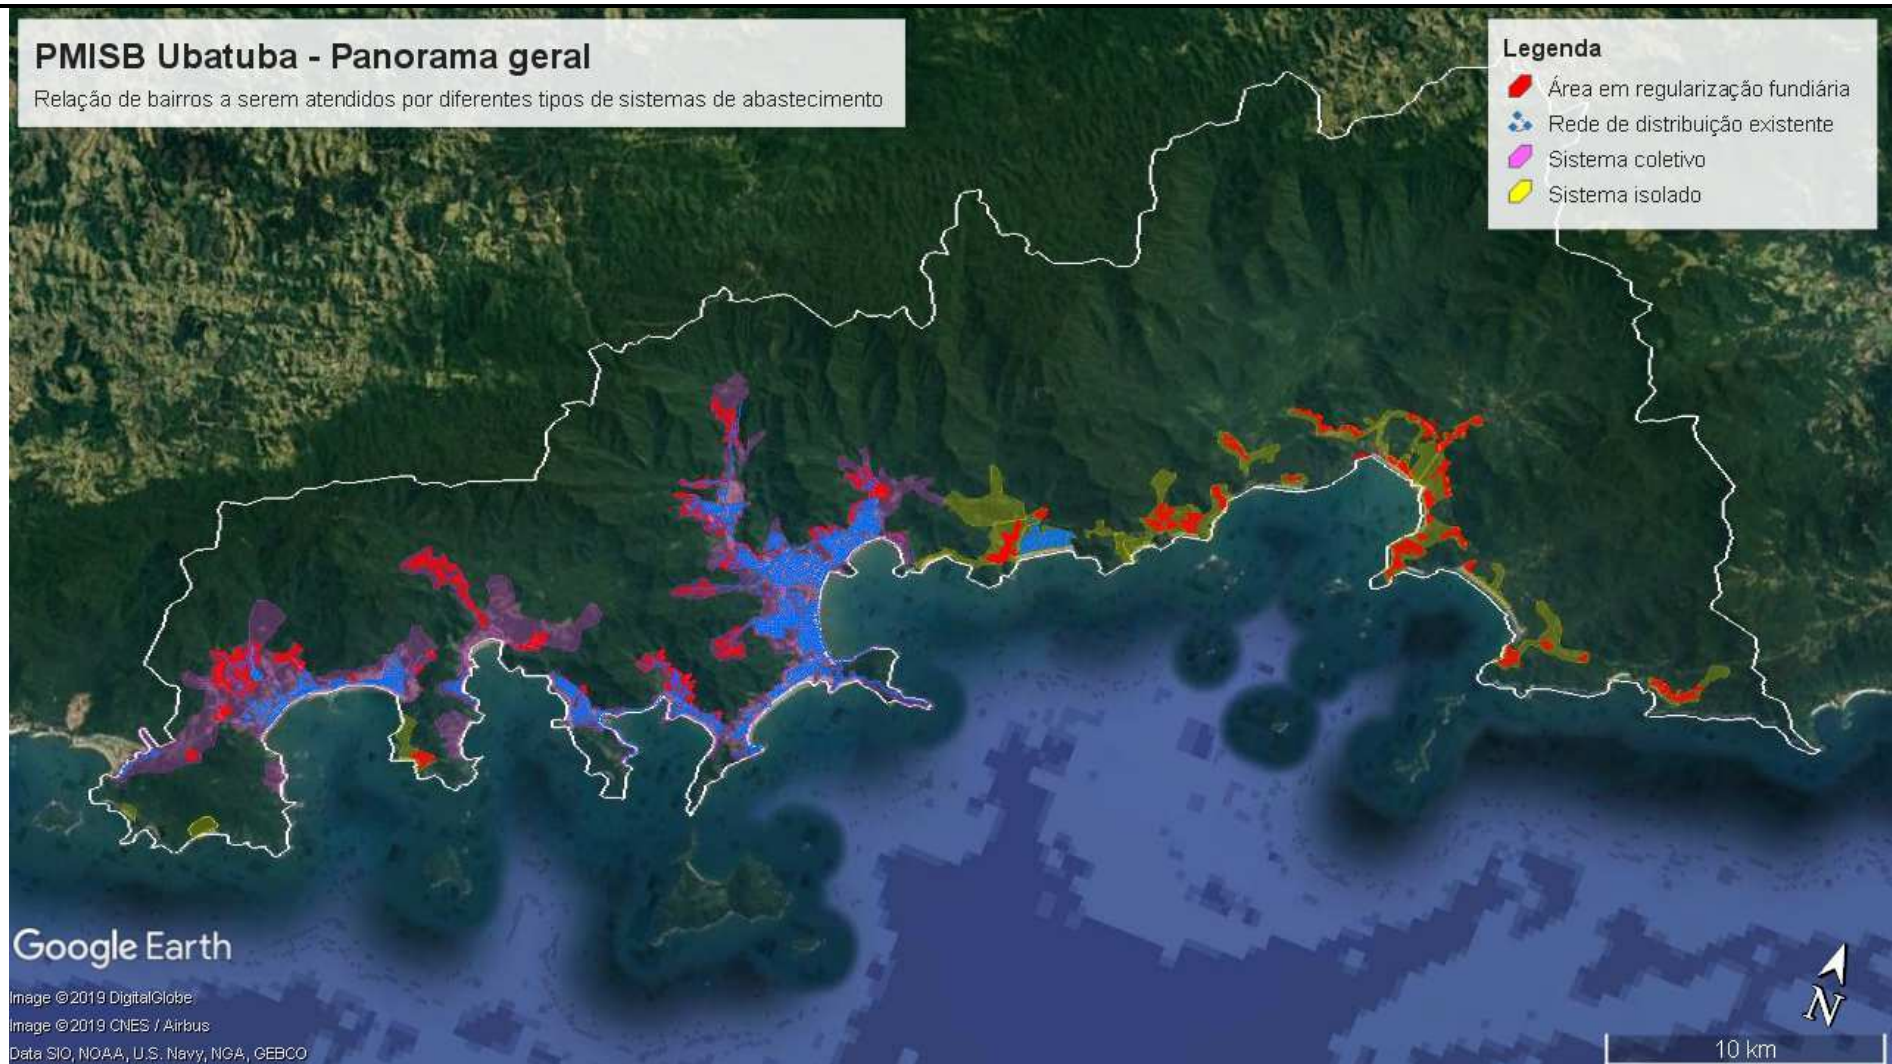 PMISB Ubatuba - Panorama geral
Relação de bairros a serem atendidos por diferentes tipos de sistemas de abastecimento
Legenda
Área em regularização fundiária
Rede de distribuição existente
Sistema coletivo
Sistema isolado
Google Earth
Image ©2019 DigitalGlobe
Image ©2019 CNES / Airbus
Data SIO, NOAA, U.S. Navy, NGA, GEBCO
N
10 km